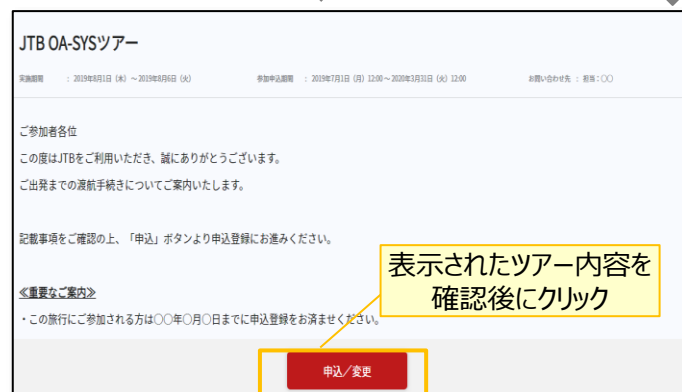 JTB OA-SYSツアー
実施期間 : 2019年8月1日(木)~2019年8月6日(火) 参加申込期間 : 2019年7月1日(月) 12:00~2020年3月31日(火) 12:00 お問い合わせ先 : 担当:〇〇
ご参加者各位
この度はJTBをご利用いただき、誠にありがとうございます。
ご出発までの渡航手続きについてご案内いたします。
記載事項をご確認の上、「申込」ボタンより申込登録にお進みください。
表示されたツアー内容を
確認後にクリック
≪重要なご案内≫
・この旅行にご参加される方は〇〇年〇月〇日までに申込登録をお済ませください。
申込/変更